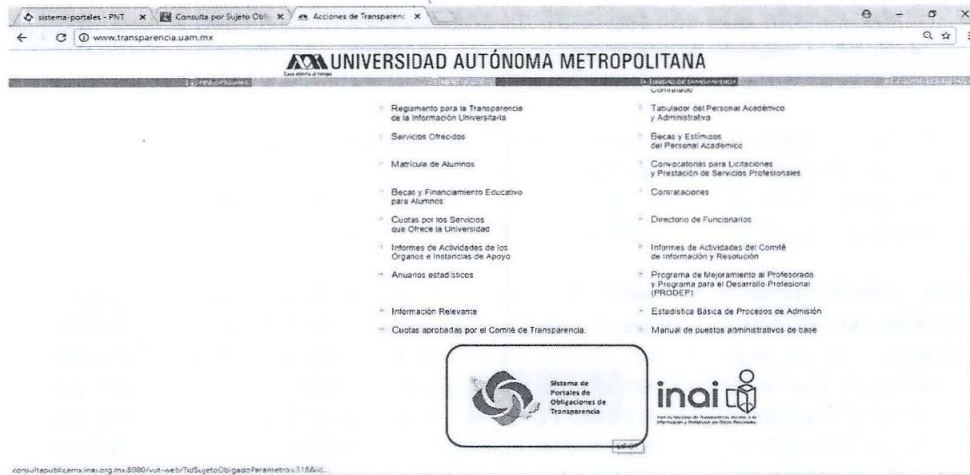 sistema-portales - PNT
Consulta por Sujeto Obli
Acciones de Transparenc
www.transparencia.uam.mx
UNIVERSIDAD AUTÓNOMA METROPOLITANA
Casa abierta al tiempo
Contratado
Reglamento para la Transparencia
de la Información Universitaria
Tabulador del Personal Académico
y Administrativo
Servicios Ofrecidos
Becas y Estímulos
del Personal Académico
Matrícula de Alumnos
Convocatorias para Licitaciones
y Prestación de Servicios Profesionales
Becas y Financiamiento Educativo
para Alumnos
Contrataciones
Cuotas por los Servicios
que Ofrece la Universidad
Directorio de Funcionarios
Informes de Actividades de los
Órganos e Instancias de Apoyo
Informes de Actividades del Comité
de Información y Resolución
Anuarios estadísticos
Programa de Mejoramiento al Profesorado
y Programa para el Desarrollo Profesional
(PRODEP)
Información Relevante
Estadística Básica de Procesos de Admisión
Cuotas aprobadas por el Comité de Transparencia.
Manual de puestos administrativos de base
Sistema de
Portales de
Obligaciones de
Transparencia
inai
consultapublicamx.inai.org.mx:8080/vut-web/?idSujetoObigadoParametro=318&id...